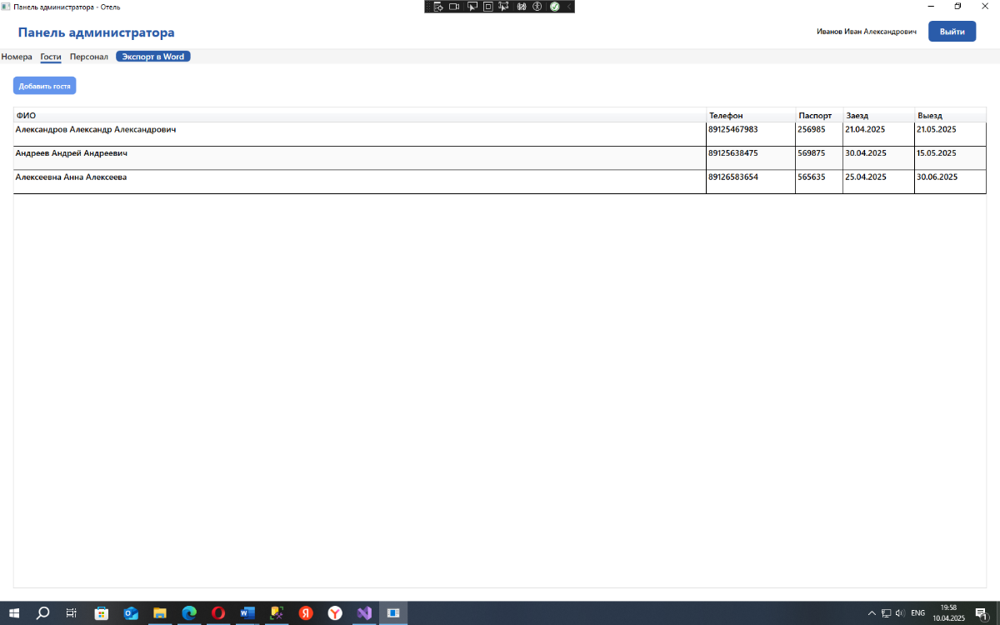 Панель администратора - Отель
Панель администратора
Иванов Иван Александрович
Выйти
Номера Гости Персонал Экспорт в Word
Добавить гостя
ФИО Телефон Паспорт Заезд Выезд
Александров Александр Александрович 89125467983 256985 21.04.2025 21.05.2025
Андреев Андрей Андреевич 89125638475 569875 30.04.2025 15.05.2025
Алексеевна Анна Алексеева 89126583654 565635 25.04.2025 30.06.2025
ENG
19:58
10.04.2025
1